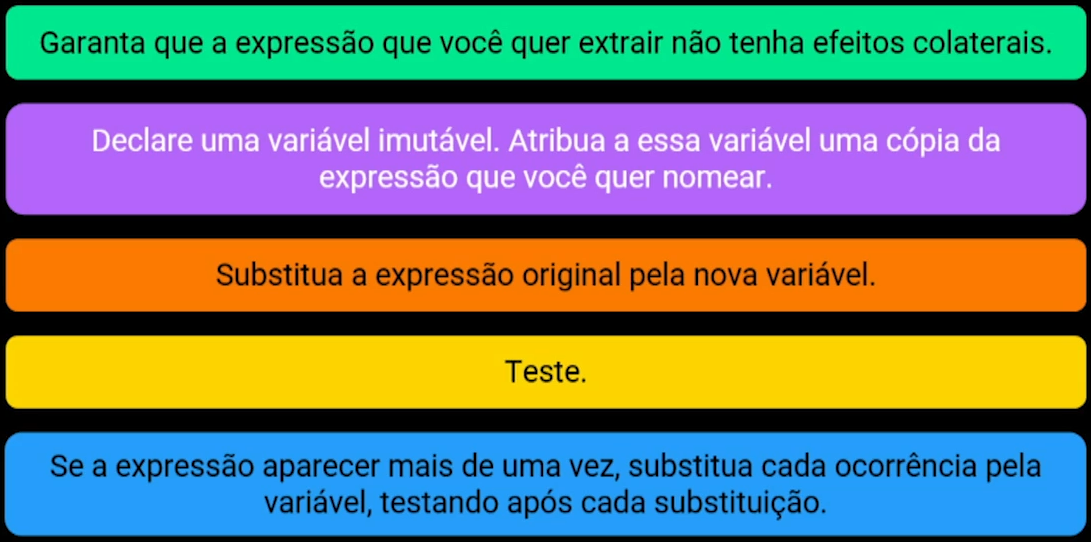 Garanta que a expressão que você quer extrair não tenha efeitos colaterais.
Declare uma variável imutável. Atribua a essa variável uma cópia da
expressão que você quer nomear.
Substitua a expressão original pela nova variável.
Teste.
Se a expressão aparecer mais de uma vez, substitua cada ocorrência pela
variável, testando após cada substituição.